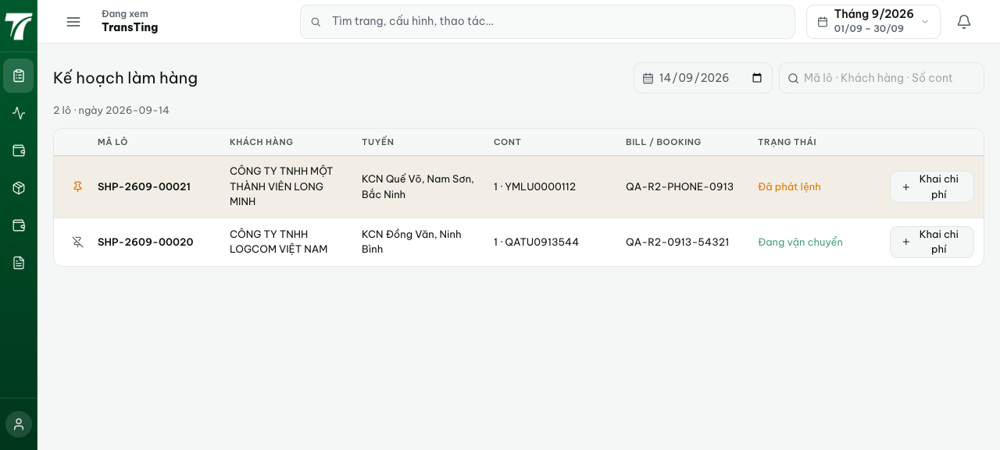 Đang xem
TransTing
Tìm trang, cấu hình, thao tác...
Tháng 9/2026
01/09 – 30/09
Kế hoạch làm hàng
14/09/2026
Mã lô · Khách hàng · Số cont
2 lô · ngày 2026-09-14
MÃ LÔ
KHÁCH HÀNG
TUYẾN
CONT
BILL / BOOKING
TRẠNG THÁI
SHP-2609-00021
CÔNG TY TNHH MỘT
THÀNH VIÊN LONG
MINH
KCN Quế Võ, Nam Sơn,
Bắc Ninh
1 · YMLU0000112
QA-R2-PHONE-0913
Đã phát lệnh
Khai chi
phí
SHP-2609-00020
CÔNG TY TNHH
LOGCOM VIỆT NAM
KCN Đồng Văn, Ninh
Bình
1 · QATU0913544
QA-R2-0913-54321
Đang vận chuyển
Khai chi
phí